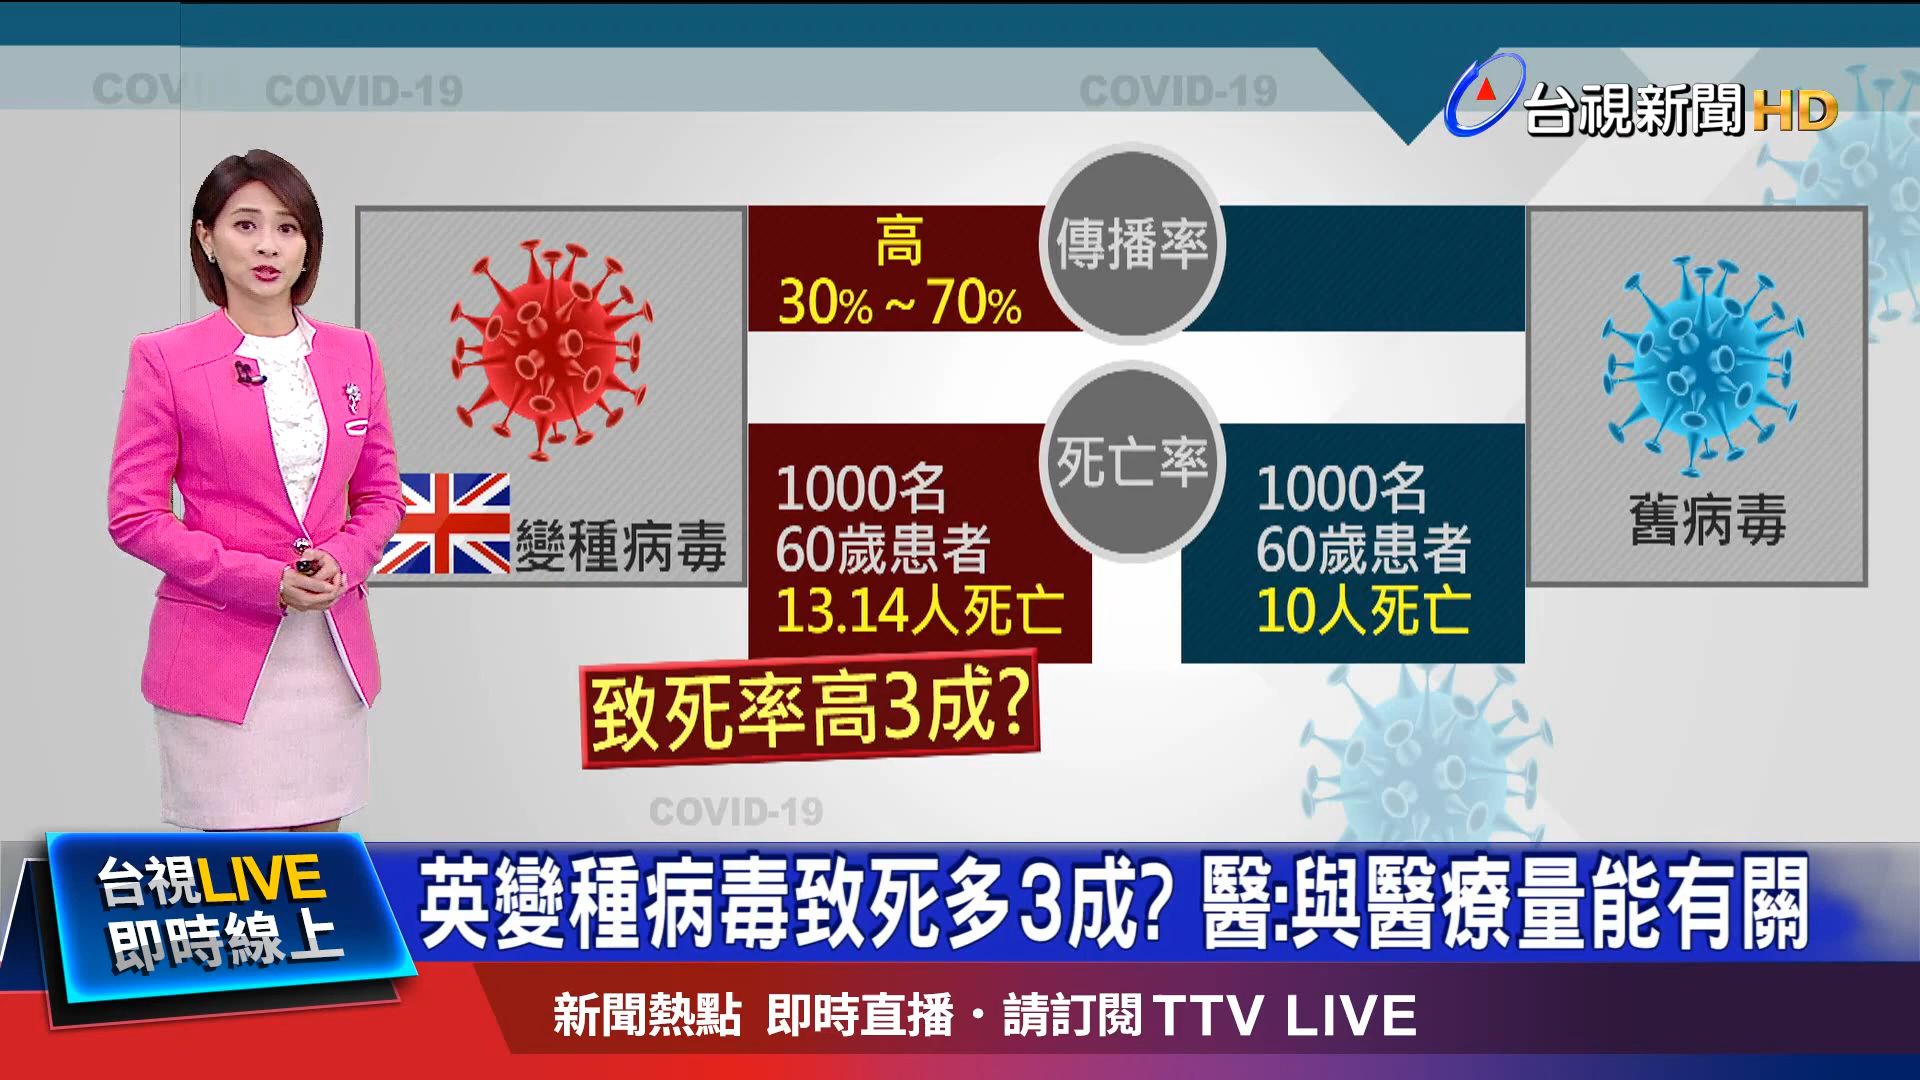 COVID-19
COVID-19
台視新聞HD
高
30%~70%
傳播率
1000名
60歲患者
13.14人死亡
死亡率
1000名
60歲患者
10人死亡
變種病毒
舊病毒
致死率高3成?
COVID-19
台視LIVE
即時線上
英變種病毒致死多3成? 醫:與醫療量能有關
新聞熱點 即時直播·請訂閱TTV LIVE